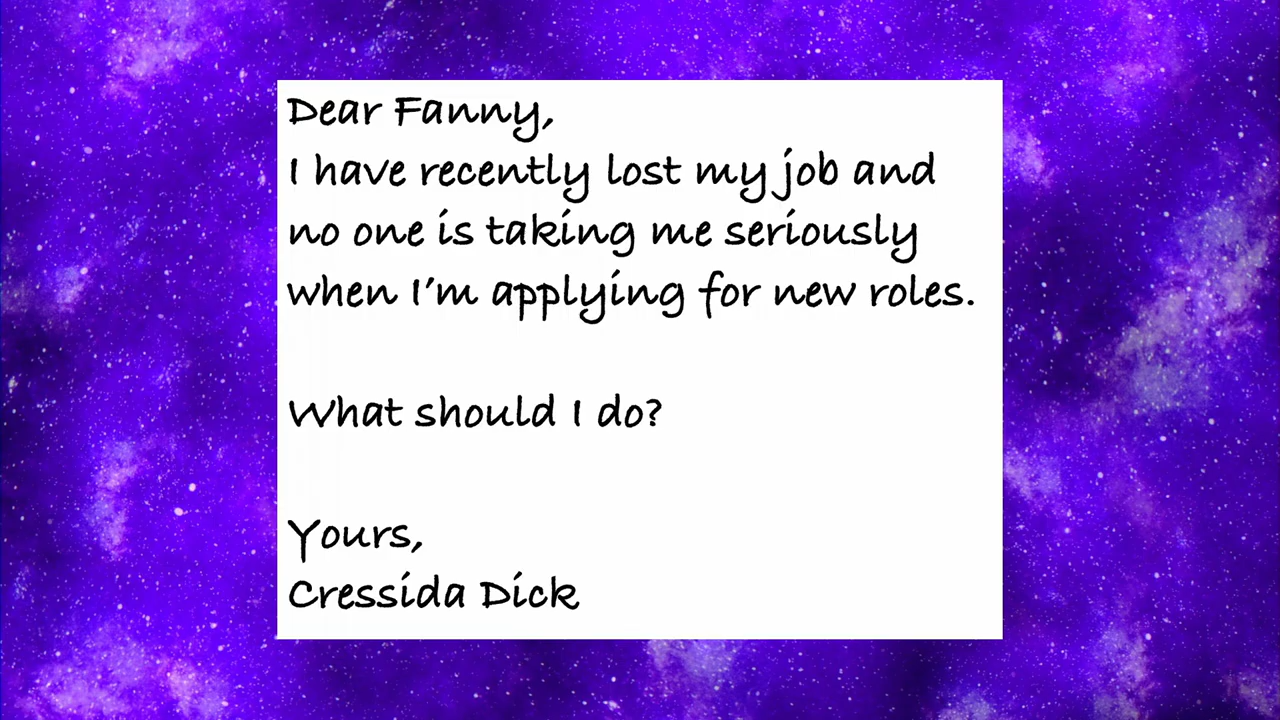 Dear Fanny,
I have recently lost my job and
no one is taking me seriously
when I'm applying for new roles.
What should I do?
Yours,
Cressida Dick